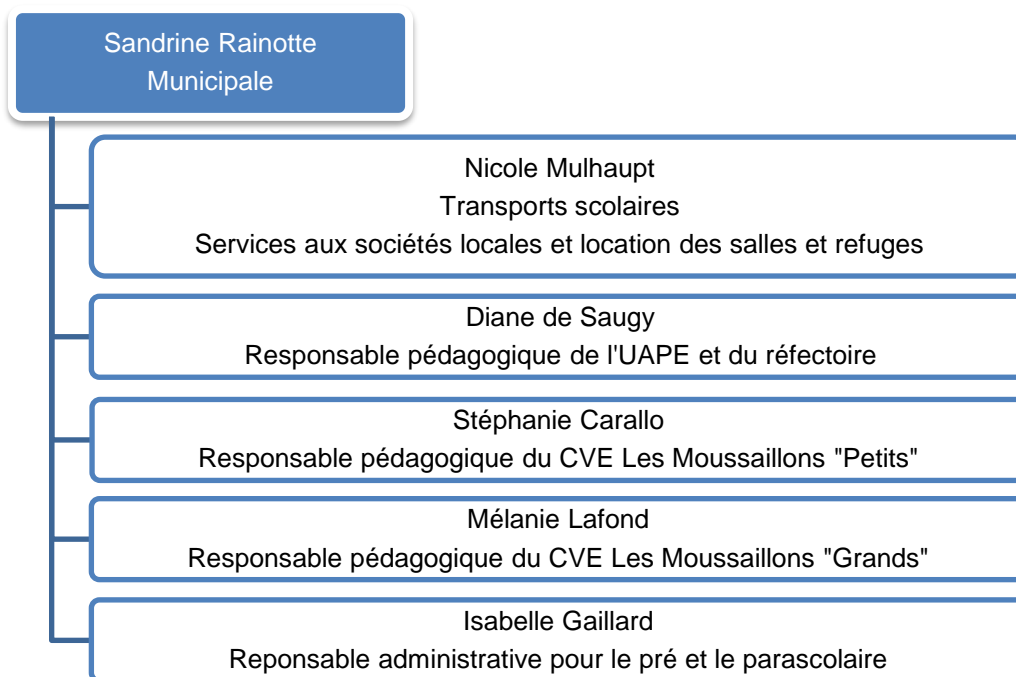 Sandrine Rainotte
Municipale
Nicole Mulhaupt
Transports scolaires
Services aux sociétés locales et location des salles et refuges
Diane de Saugy
Responsable pédagogique de l'UAPE et du réfectoire
Stéphanie Carallo
Responsable pédagogique du CVE Les Moussaillons "Petits"
Mélanie Lafond
Responsable pédagogique du CVE Les Moussaillons "Grands"
Isabelle Gaillard
Reponsable administrative pour le pré et le parascolaire